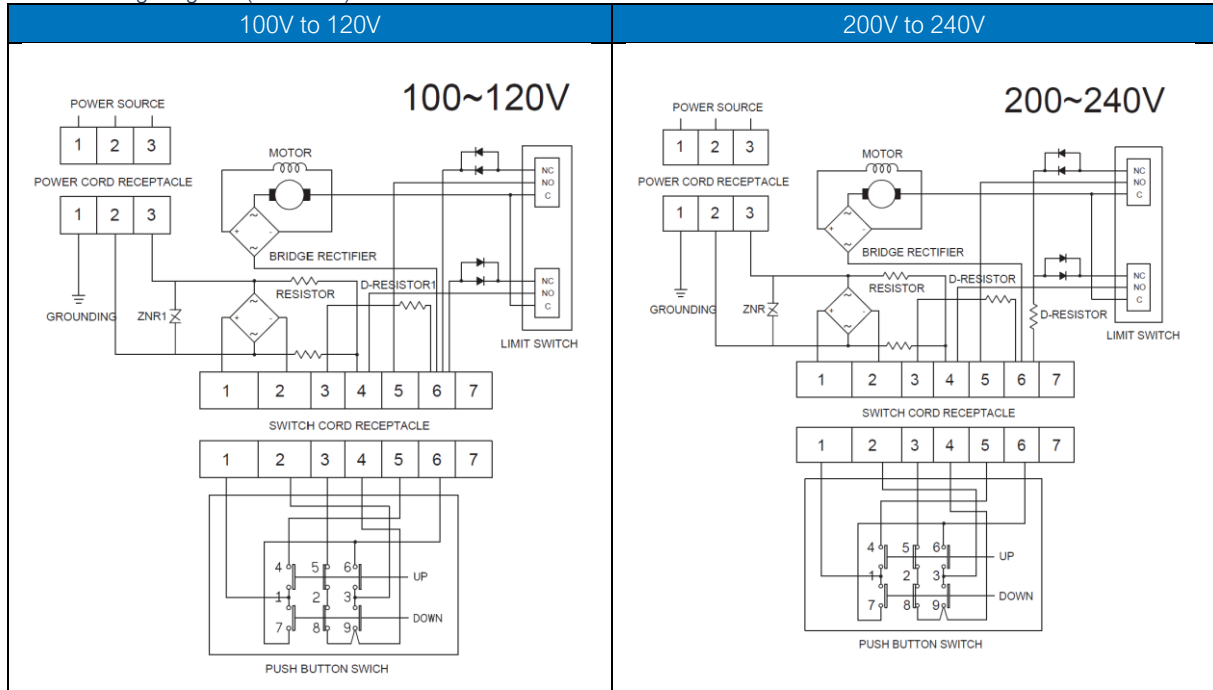 100V to 120V
200V to 240V
100~120V
POWER SOURCE
1 2 3
MOTOR
NC
NO
C
POWER CORD RECEPTACLE
1 2 3
+ ~ ~ -
BRIDGE RECTIFIER
RESISTOR
D-RESISTOR1
NC
NO
C
GROUNDING
ZNR1
+ ~ ~ -
LIMIT SWITCH
1 2 3 4 5 6 7
SWITCH CORD RECEPTACLE
1 2 3 4 5 6 7
4 5 6
UP
1 2 3
DOWN
7 8 9
PUSH BUTTON SWICH
200~240V
POWER SOURCE
1 2 3
MOTOR
NC
NO
C
POWER CORD RECEPTACLE
1 2 3
+ ~ ~ -
BRIDGE RECTIFIER
RESISTOR
D-RESISTOR
NC
NO
C
GROUNDING
ZNR
+ ~ ~ -
D-RESISTOR
LIMIT SWITCH
1 2 3 4 5 6 7
SWITCH CORD RECEPTACLE
1 2 3 4 5 6 7
4 5 6
UP
1 2 3
DOWN
7 8 9
PUSH BUTTON SWITCH